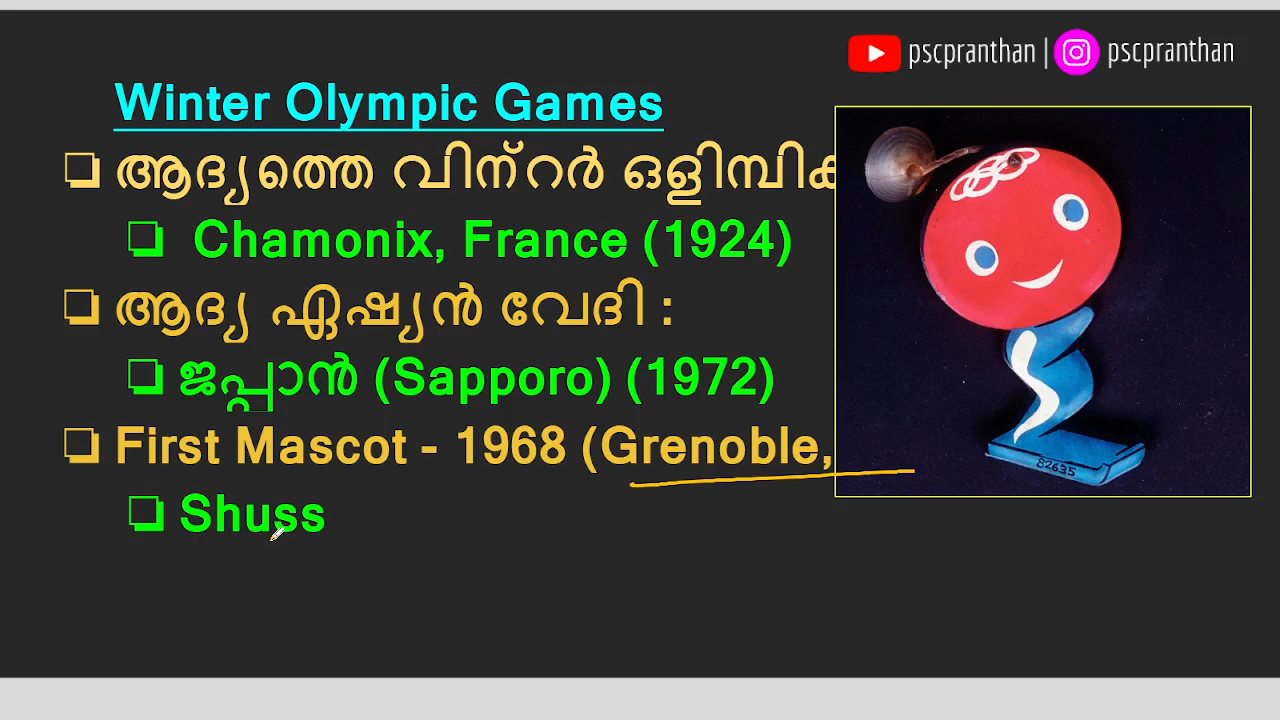 pscpranthan | pscpranthan
Winter Olympic Games
ആദ്യത്തെ വിന്റർ
Chamonix, France (1924)
ആദ്യ ഏഷ്യൻ വേദി :
ജപ്പാൻ (Sapporo) (1972)
First Mascot - 1968 (Grenoble,
Shuss
82635